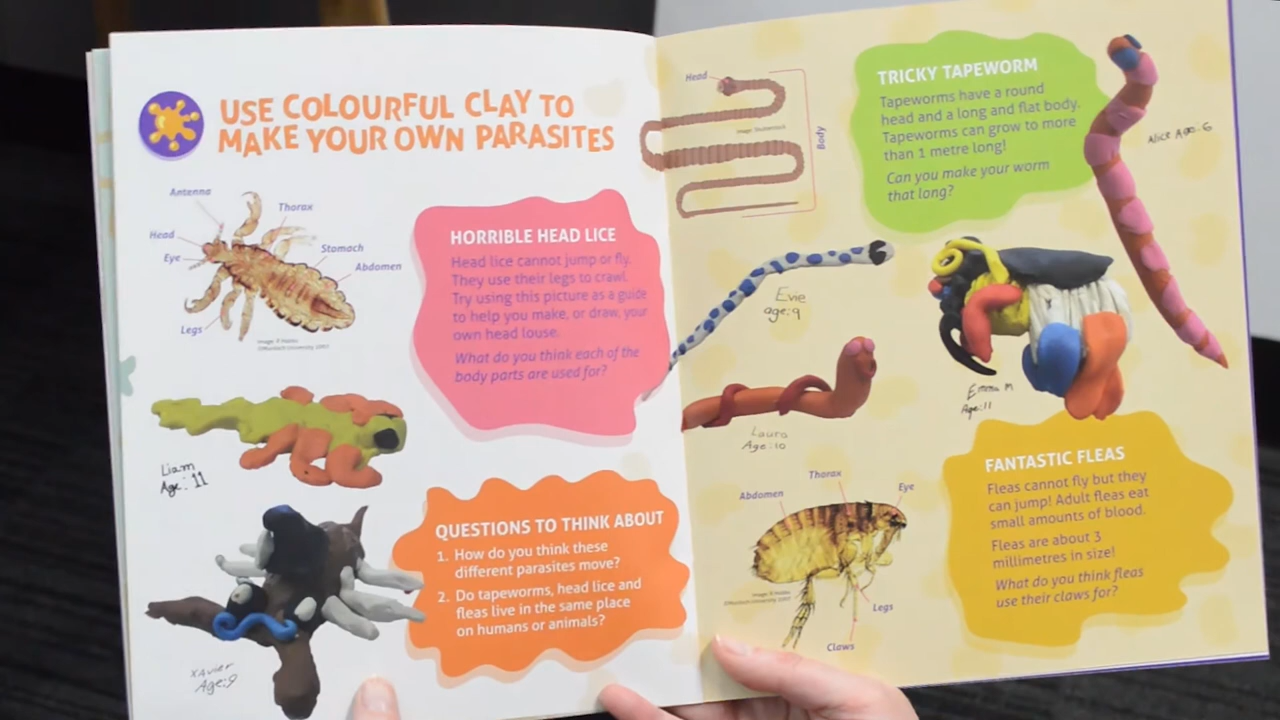 USE COLOURFUL CLAY TO
MAKE YOUR OWN PARASITES
Antenna
Thorax
Head
Eye
Stomach
Abdomen
Legs
HORRIBLE HEAD LICE
Head lice cannot jump or fly.
They use their legs to crawl.
Try using this picture as a guide
to help you make, or draw, your
own head louse.
What do you think each of the
body parts are used for?
Liam
Age: 11
QUESTIONS TO THINK ABOUT
1. How do you think these
different parasites move?
2. Do tapeworms, head lice and
fleas live in the same place
on humans or animals?
XAvier
Age:9
Head
Image: Shutterstock
Body
TRICKY TAPEWORM
Tapeworms have a round
head and a long and flat body.
Tapeworms can grow to more
than 1 metre long!
Can you make your worm
that long?
Alice Age: 6
Evie
age:9
Emma M
Age:11
Laura
Age:10
Thorax
Abdomen
Eye
Legs
Claws
FANTASTIC FLEAS
Fleas cannot fly but they
can jump! Adult fleas eat
small amounts of blood.
Fleas are about 3
millimetres in size!
What do you think fleas
use their claws for?